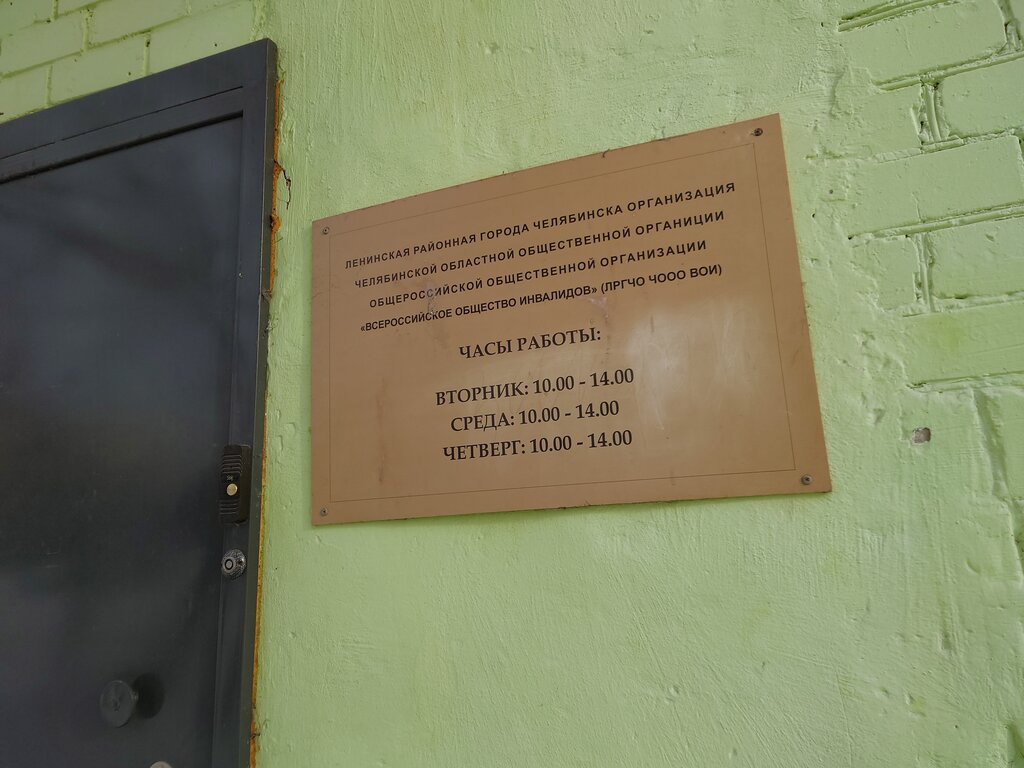 ЛЕНИНСКАЯ РАЙОННАЯ ГОРОДА ЧЕЛЯБИНСКА ОРГАНИЗАЦИЯ
ЧЕЛЯБИНСКОЙ ОБЛАСТНОЙ ОБЩЕСТВЕННОЙ ОРГАНИЦИИ
ОБЩЕРОССИЙСКОЙ ОБЩЕСТВЕННОЙ ОРГАНИЗАЦИИ
«ВСЕРОССИЙСКОЕ ОБЩЕСТВО ИНВАЛИДОВ» (ЛРГЧО ЧООО ВОИ)
ЧАСЫ РАБОТЫ:
ВТОРНИК: 10.00 - 14.00
СРЕДА: 10.00 - 14.00
ЧЕТВЕРГ: 10.00 - 14.00